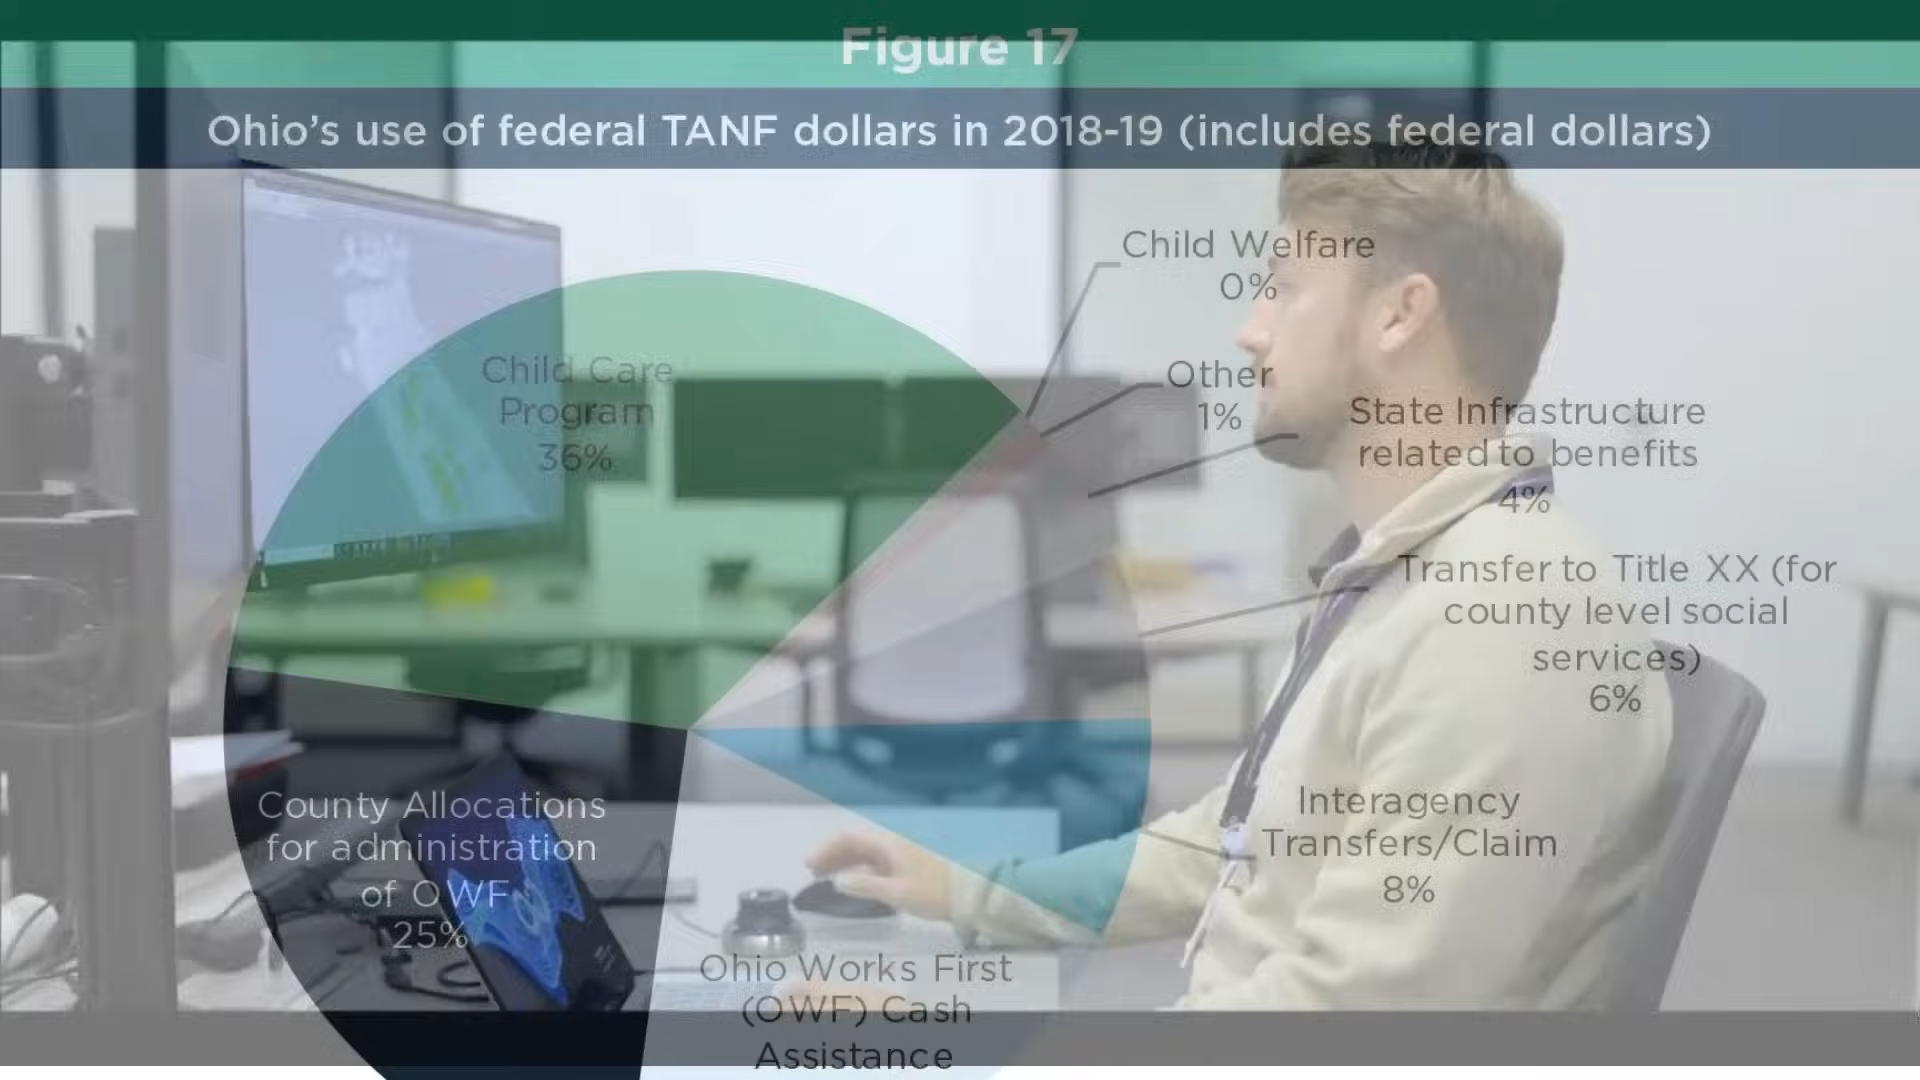 Figure 17
Ohio's use of federal TANF dollars in 2018-19 (includes federal dollars)
Child Welfare
0%
Other
1%
State Infrastructure
related to benefits
4%
Transfer to Title XX (for
county level social
services)
6%
Interagency
Transfers/Claim
8%
Child Care
Program
36%
County Allocations
for administration
of OWF
25%
Ohio Works First
(OWF) Cash
Assistance